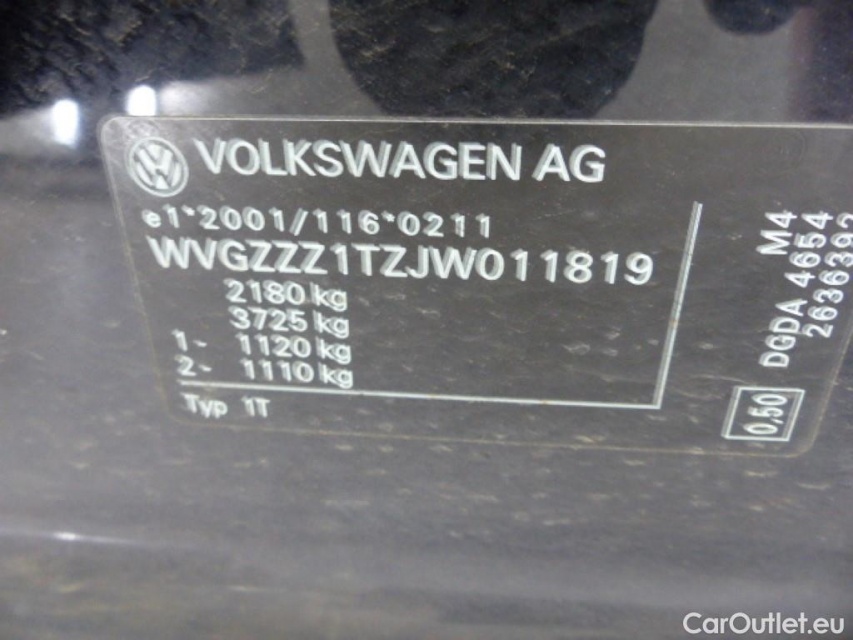 VOLKSWAGEN AG
e1*2001/116*0211
WVGZZZ1TZJW011819
2180 kg
3725 kg
1- 1120 kg
2- 1110 kg
Typ 1T
M4
DGDA 4654
2636392
0,50
CarOutlet.eu